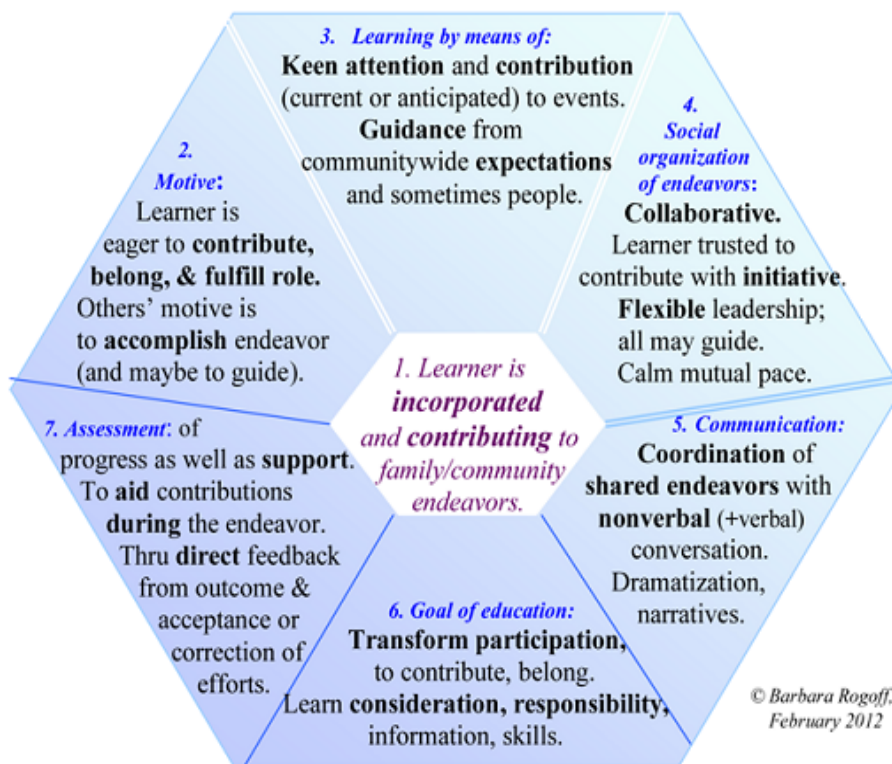 3. Learning by means of:
Keen attention and contribution
(current or anticipated) to events.
Guidance from
communitywide expectations
and sometimes people.
2.
Motive:
Learner is
eager to contribute,
belong, & fulfill role.
Others' motive is
to accomplish endeavor
(and maybe to guide).
4.
Social
organization
of endeavors:
Collaborative.
Learner trusted to
contribute with initiative.
Flexible leadership;
all may guide.
Calm mutual pace.
1. Learner is
incorporated
and contributing to
family/community
endeavors.
7. Assessment: of
progress as well as support.
To aid contributions
during the endeavor.
Thru direct feedback
from outcome &
acceptance or
correction of
efforts.
5. Communication:
Coordination of
shared endeavors with
nonverbal (+verbal)
conversation.
Dramatization,
narratives.
6. Goal of education:
Transform participation,
to contribute, belong.
Learn consideration, responsibility,
information, skills.
© Barbara Rogoff,
February 2012